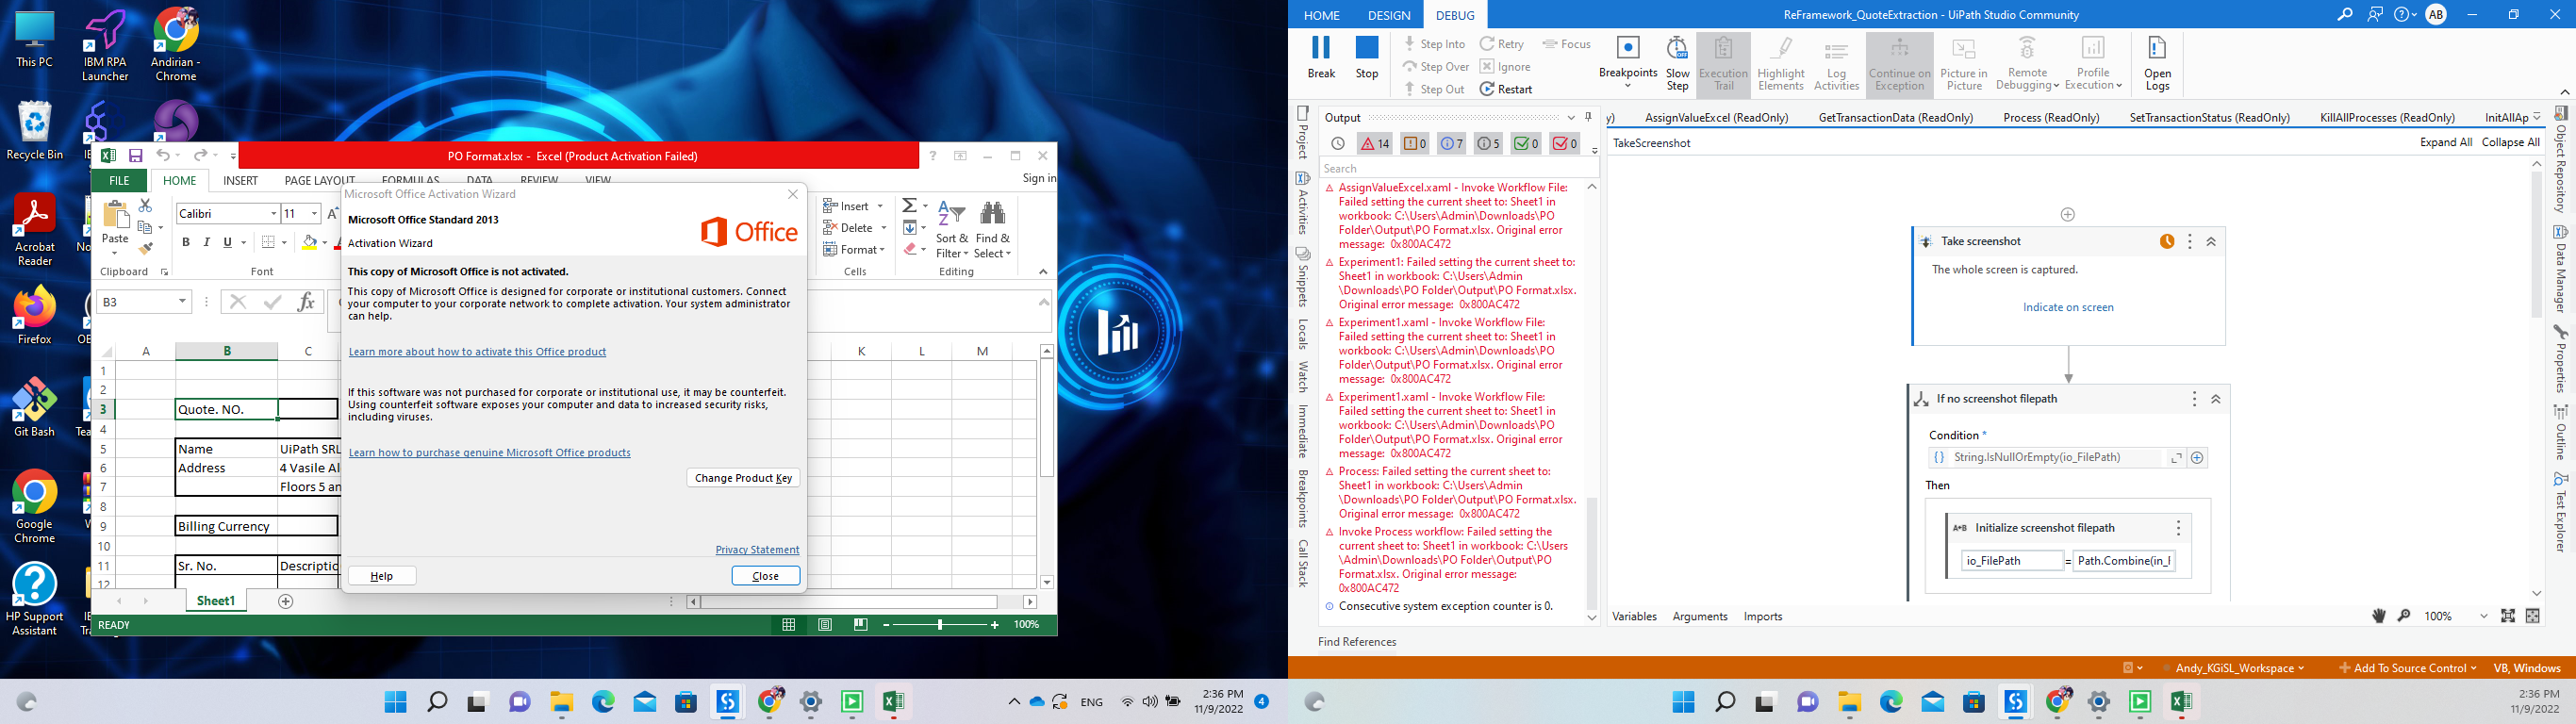 This PC
IBM RPA
Launcher
Andirian -
Chrome
Recycle Bin
Acrobat
Reader
Firefox
Git Bash
Google
Chrome
HP Support
Assistant
PO Format.xlsx - Excel (Product Activation Failed)
FILE
HOME
INSERT
PAGE LAYOUT
FORMULAS
DATA
REVIEW
VIEW
Sign in
Paste
Clipboard
Calibri
11
B I U
Font
Insert
Delete
Format
Cells
Sort &
Filter
Find &
Select
Editing
B3
A B C K L M
1
2
3 Quote. NO.
4
5 Name UiPath SRL
6 Address 4 Vasile Al
7 Floors 5 an
8
9 Billing Currency
10
11 Sr. No. Descriptio
12
Sheet1
READY
100%
Microsoft Office Activation Wizard
Microsoft Office Standard 2013
Activation Wizard
Office
This copy of Microsoft Office is not activated.
This copy of Microsoft Office is designed for corporate or institutional customers. Connect
your computer to your corporate network to complete activation. Your system administrator
can help.
Learn more about how to activate this Office product
If this software was not purchased for corporate or institutional use, it may be counterfeit.
Using counterfeit software exposes your computer and data to increased security risks,
including viruses.
Learn how to purchase genuine Microsoft Office products
Change Product Key
Privacy Statement
Help
Close
ENG
2:36 PM
11/9/2022
4
HOME
DESIGN
DEBUG
ReFramework_QuoteExtraction - UiPath Studio Community
AB
Break
Stop
Step Into
Step Over
Step Out
Retry
Ignore
Restart
Focus
Breakpoints
Slow
Step
Execution
Trail
Highlight
Elements
Log
Activities
Continue on
Exception
Picture in
Picture
Remote
Debugging
Profile
Execution
Open
Logs
Project
Activities
Snippets
Locals
Watch
Immediate
Breakpoints
Call Stack
Output
14
0
7
5
0
0
Search
AssignValueExcel.xaml - Invoke Workflow File:
Failed setting the current sheet to: Sheet1 in
workbook: C:\Users\Admin\Downloads\PO
Folder\Output\PO Format.xlsx. Original error
message: 0x800AC472
Experiment1: Failed setting the current sheet to:
Sheet1 in workbook: C:\Users\Admin
\Downloads\PO Folder\Output\PO Format.xlsx.
Original error message: 0x800AC472
Experiment1.xaml - Invoke Workflow File:
Failed setting the current sheet to: Sheet1 in
workbook: C:\Users\Admin\Downloads\PO
Folder\Output\PO Format.xlsx. Original error
message: 0x800AC472
Experiment1.xaml - Invoke Workflow File:
Failed setting the current sheet to: Sheet1 in
workbook: C:\Users\Admin\Downloads\PO
Folder\Output\PO Format.xlsx. Original error
message: 0x800AC472
Process: Failed setting the current sheet to:
Sheet1 in workbook: C:\Users\Admin
\Downloads\PO Folder\Output\PO Format.xlsx.
Original error message: 0x800AC472
Invoke Process workflow: Failed setting the
current sheet to: Sheet1 in workbook: C:\Users
\Admin\Downloads\PO Folder\Output\PO
Format.xlsx. Original error message:
0x800AC472
Consecutive system exception counter is 0.
Find References
y)
AssignValueExcel (ReadOnly)
GetTransactionData (ReadOnly)
Process (ReadOnly)
SetTransactionStatus (ReadOnly)
KillAllProcesses (ReadOnly)
InitAllAp
TakeScreenshot
Expand All
Collapse All
Take screenshot
The whole screen is captured.
Indicate on screen
If no screenshot filepath
Condition *
String.IsNullOrEmpty(io_FilePath)
Then
A+B Initialize screenshot filepath
io_FilePath = Path.Combine(in_F
Variables
Arguments
Imports
100%
Object Repository
Data Manager
Properties
Outline
Test Explorer
Andy_KGiSL_Workspace
Add To Source Control
VB, Windows
2:36 PM
11/9/2022